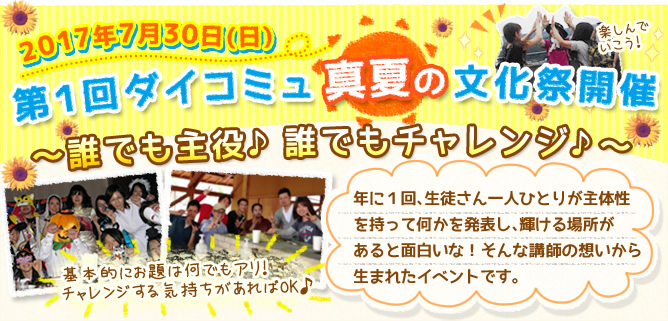 2017年7月30日(日)
楽しんで
いこう!
第1回ダイコミュ真夏の文化祭開催
～誰でも主役♪ 誰でもチャレンジ♪～
年に1回、生徒さん一人ひとりが主体性
を持って何かを発表し、輝ける場所が
あると面白いな!そんな講師の想いから
生まれたイベントです。
基本的にお題は何でもアリ!
チャレンジする気持ちがあればOK♪